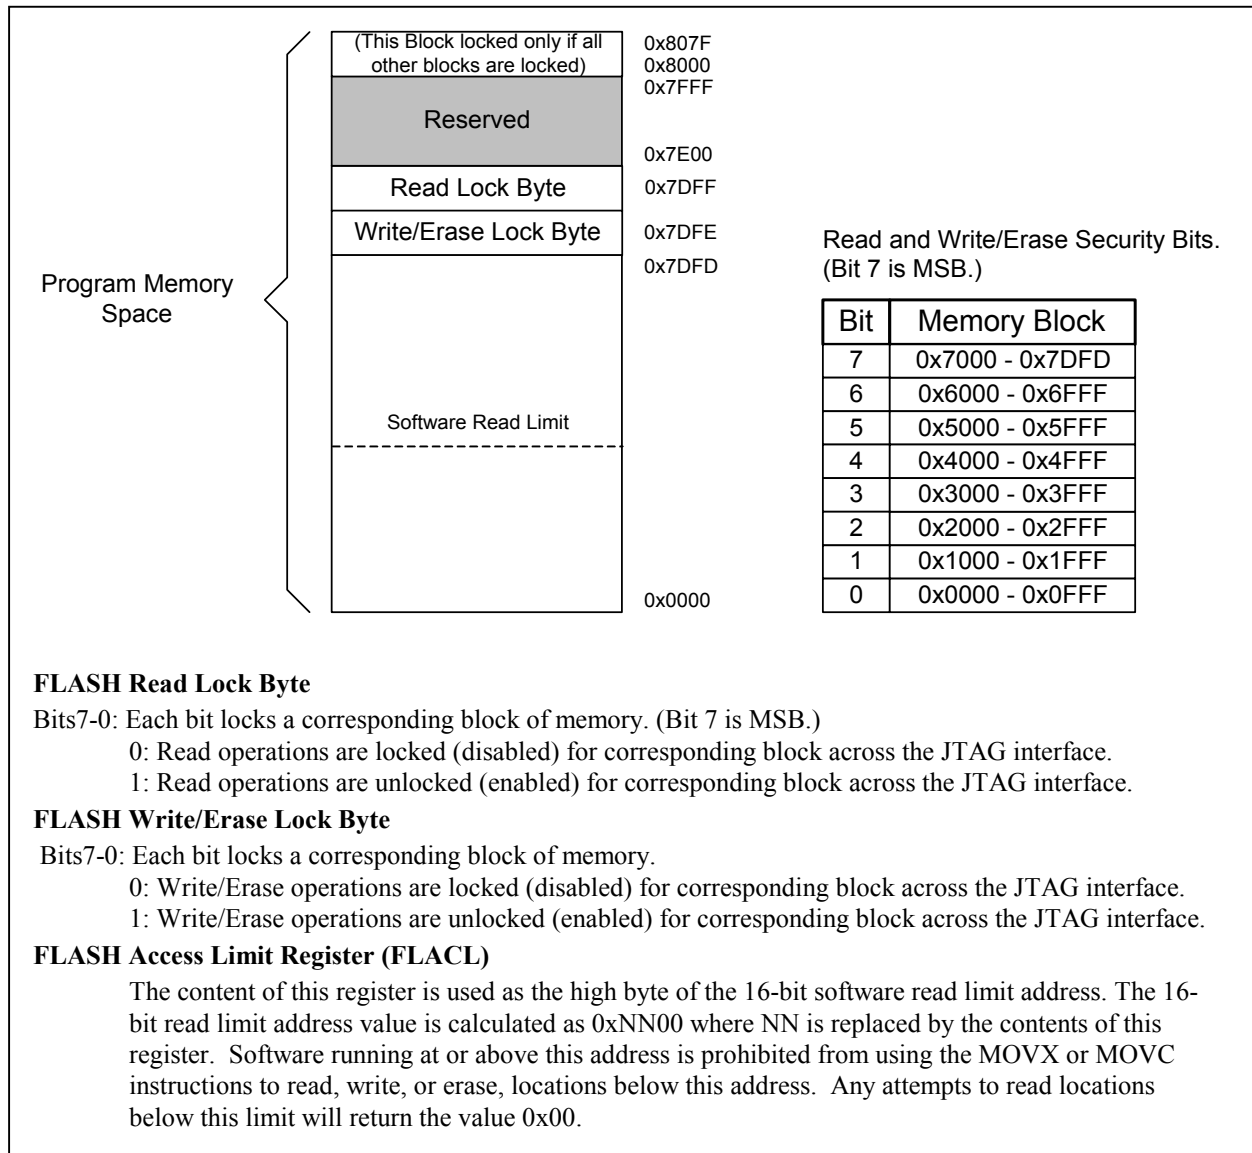 (This Block locked only if all
other blocks are locked)
0x807F
0x8000
0x7FFF
Reserved
0x7E00
Read Lock Byte
0x7DFF
Write/Erase Lock Byte
0x7DFE
0x7DFD
Program Memory
Space
Software Read Limit
0x0000
Read and Write/Erase Security Bits.
(Bit 7 is MSB.)
Bit Memory Block
7 0x7000 - 0x7DFD
6 0x6000 - 0x6FFF
5 0x5000 - 0x5FFF
4 0x4000 - 0x4FFF
3 0x3000 - 0x3FFF
2 0x2000 - 0x2FFF
1 0x1000 - 0x1FFF
0 0x0000 - 0x0FFF
FLASH Read Lock Byte
Bits7-0: Each bit locks a corresponding block of memory. (Bit 7 is MSB.)
0: Read operations are locked (disabled) for corresponding block across the JTAG interface.
1: Read operations are unlocked (enabled) for corresponding block across the JTAG interface.
FLASH Write/Erase Lock Byte
Bits7-0: Each bit locks a corresponding block of memory.
0: Write/Erase operations are locked (disabled) for corresponding block across the JTAG interface.
1: Write/Erase operations are unlocked (enabled) for corresponding block across the JTAG interface.
FLASH Access Limit Register (FLACL)
The content of this register is used as the high byte of the 16-bit software read limit address. The 16-
bit read limit address value is calculated as 0xNN00 where NN is replaced by the contents of this
register. Software running at or above this address is prohibited from using the MOVX or MOVC
instructions to read, write, or erase, locations below this address. Any attempts to read locations
below this limit will return the value 0x00.